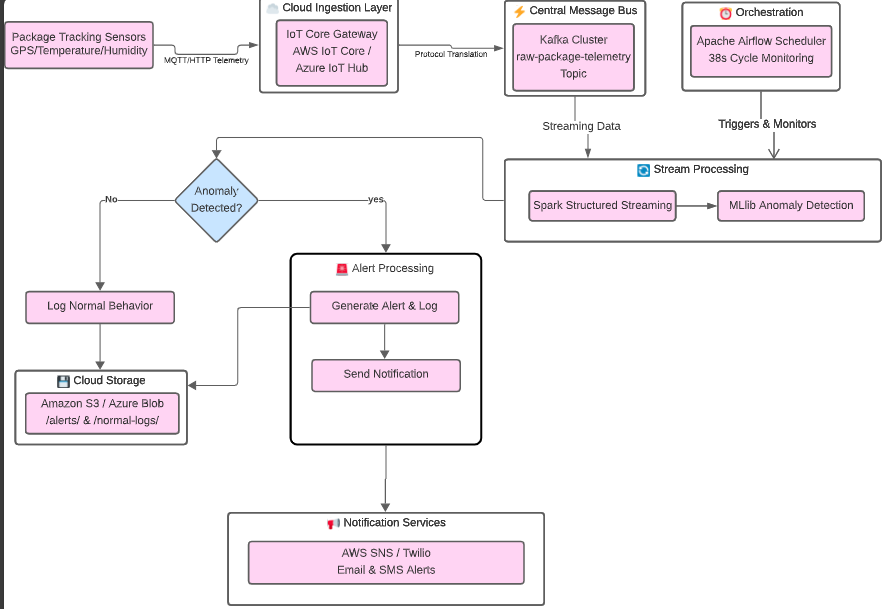 Package Tracking Sensors
GPS/Temperature/Humidity
MQTT/HTTP Telemetry
Cloud Ingestion Layer
IoT Core Gateway
AWS IoT Core /
Azure IoT Hub
Protocol Translation
Central Message Bus
Kafka Cluster
raw-package-telemetry
Topic
Orchestration
Apache Airflow Scheduler
38s Cycle Monitoring
Streaming Data
Triggers & Monitors
Stream Processing
Spark Structured Streaming
MLlib Anomaly Detection
Anomaly
Detected?
No
yes
Alert Processing
Generate Alert & Log
Send Notification
Log Normal Behavior
Cloud Storage
Amazon S3 / Azure Blob
/alerts/ & /normal-logs/
Notification Services
AWS SNS / Twilio
Email & SMS Alerts